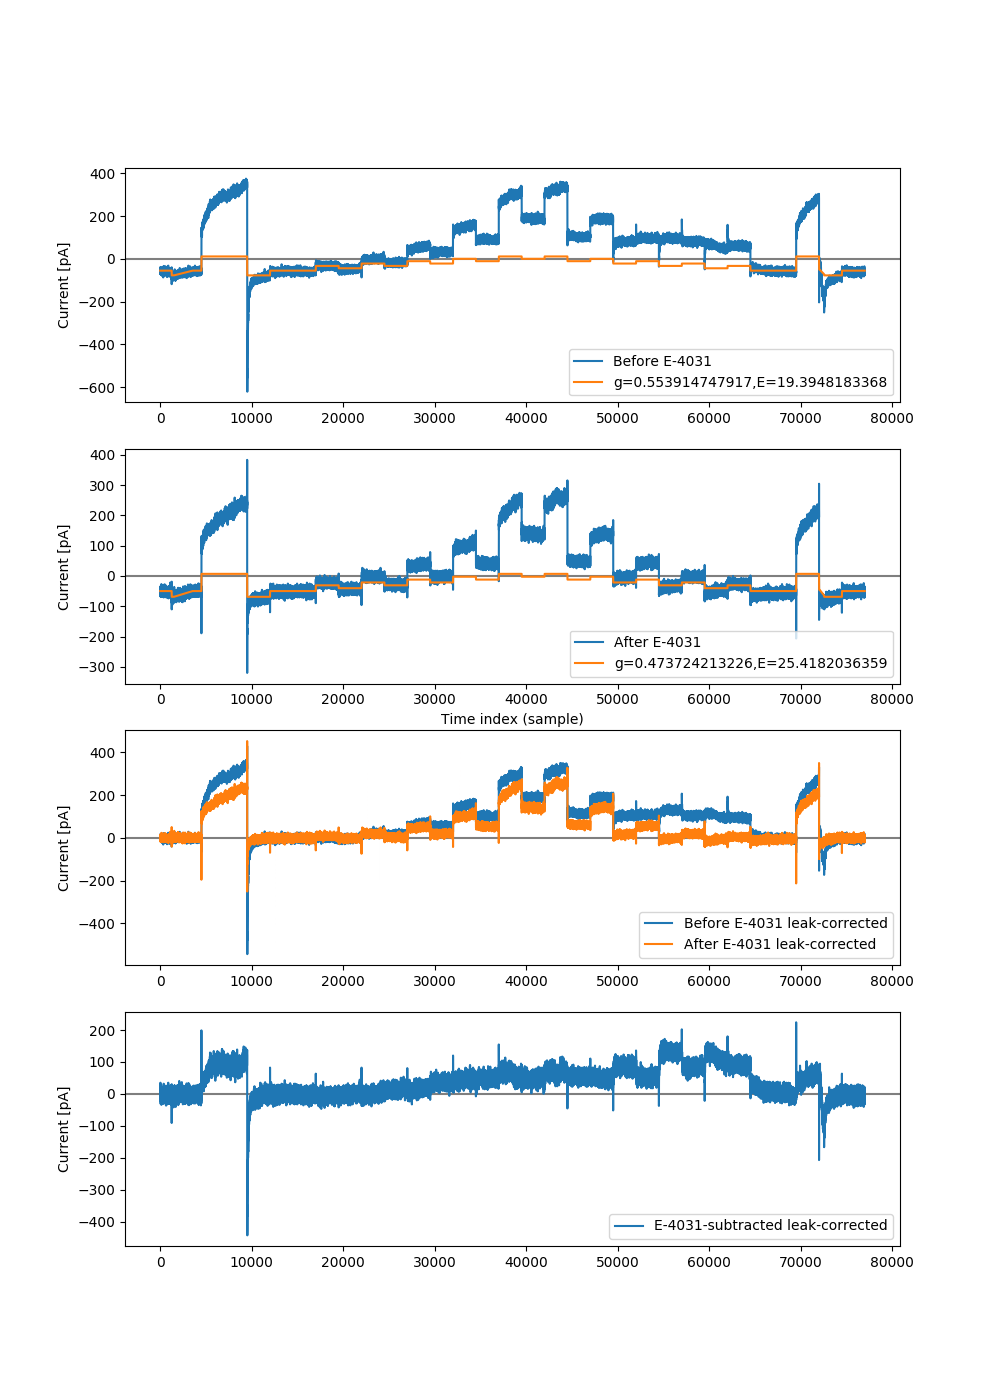 400
200
0
−200
−400
−600
Current [pA]
Before E-4031
g=0.553914747917,E=19.3948183368
0 10000 20000 30000 40000 50000 60000 70000 80000
400
300
200
100
0
−100
−200
−300
Current [pA]
After E-4031
g=0.473724213226,E=25.4182036359
0 10000 20000 30000 40000 50000 60000 70000 80000
Time index (sample)
400
200
0
−200
−400
Current [pA]
Before E-4031 leak-corrected
After E-4031 leak-corrected
0 10000 20000 30000 40000 50000 60000 70000 80000
200
100
0
−100
−200
−300
−400
Current [pA]
E-4031-subtracted leak-corrected
0 10000 20000 30000 40000 50000 60000 70000 80000